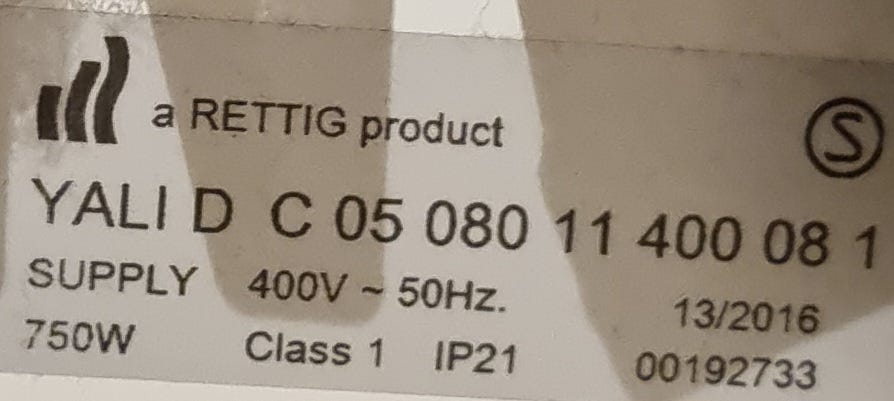 a RETTIG product
S
YALI D C 05 080 11 400 08 1
SUPPLY 400V ~ 50Hz.
13/2016
750W Class 1 IP21
00192733